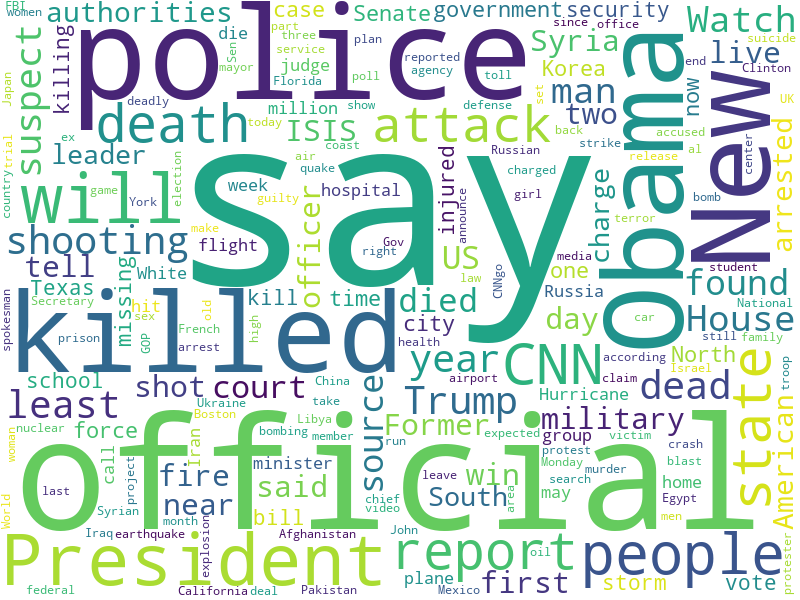 FBI
women
authorities
part
case
Senate
government
security
Watch
die
Sen
three
since
office
suicide
killing
police
service
plan
reported
Syria
live
Clinton
mayor
judge
Florida
poll
agency
toll
Korea
end
UK
Japan
suspect
deadly
million
show
defense
set
man
now
New
death
ISIS
attack
two
today
back
accused
ex
coast
Russian
strike
al
center
trial
leader
air
injured
charged
release
arrested
country
will
week
quake
hospital
say
girl
Obama
terror
bomb
game
York
election
guilty
officer
announce
charge
student
make
right
Gov
shooting
flight
US
law
media
tell
White
CNNgo
one
found
Texas
missing
kill
time
died
Russia
National
Secretary
hit
old
House
spokesman
killed
sex
French
high
city
day
car
still
family
GOP
arrest
health
according
North
prison
year
CNN
claim
Israel
troop
school
China
airport
least
shot
court
take
Trump
Hurricane
dead
state
American
Ukraine
source
Former
military
nuclear
force
Boston
Libya
bombing
member
run
expected
group
protest
victim
woman
call
Iran
official
Monday
crash
project
minister
leave
win
search
murder
blast
home
last
fire
said
chief
video
South
area
may
Egypt
men
World
Syrian
near
month
bill
John
Iraq
earthquake
explosion
Afghanistan
President
report
oil
people
protester
federal
California
deal
Pakistan
plane
Mexico
first
storm
vote